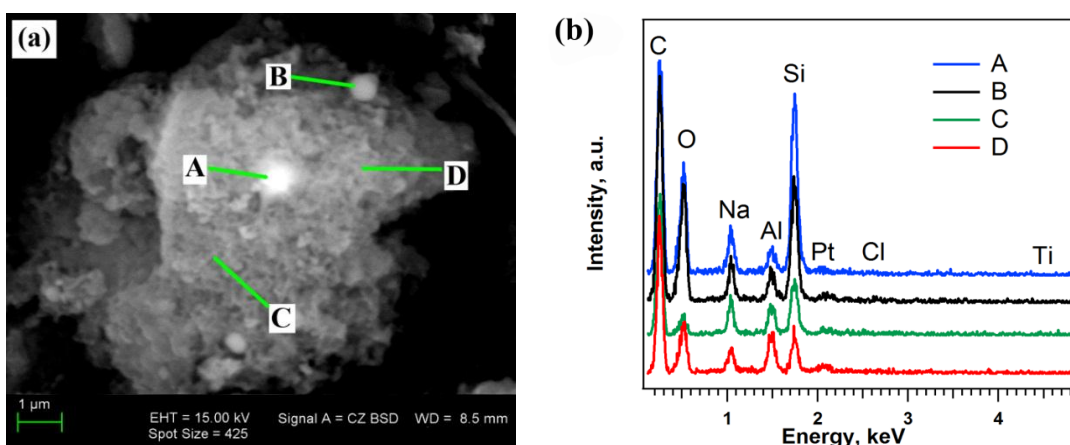 (a)
B
A
D
C
1 µm
EHT = 15.00 kV
Signal A = CZ BSD
WD = 8.5 mm
Spot Size = 425
(b)
C
O
Na
Al
Si
Pt
Cl
Ti
A
B
C
D
Intensity, a.u.
1
2
3
4
Energy, keV